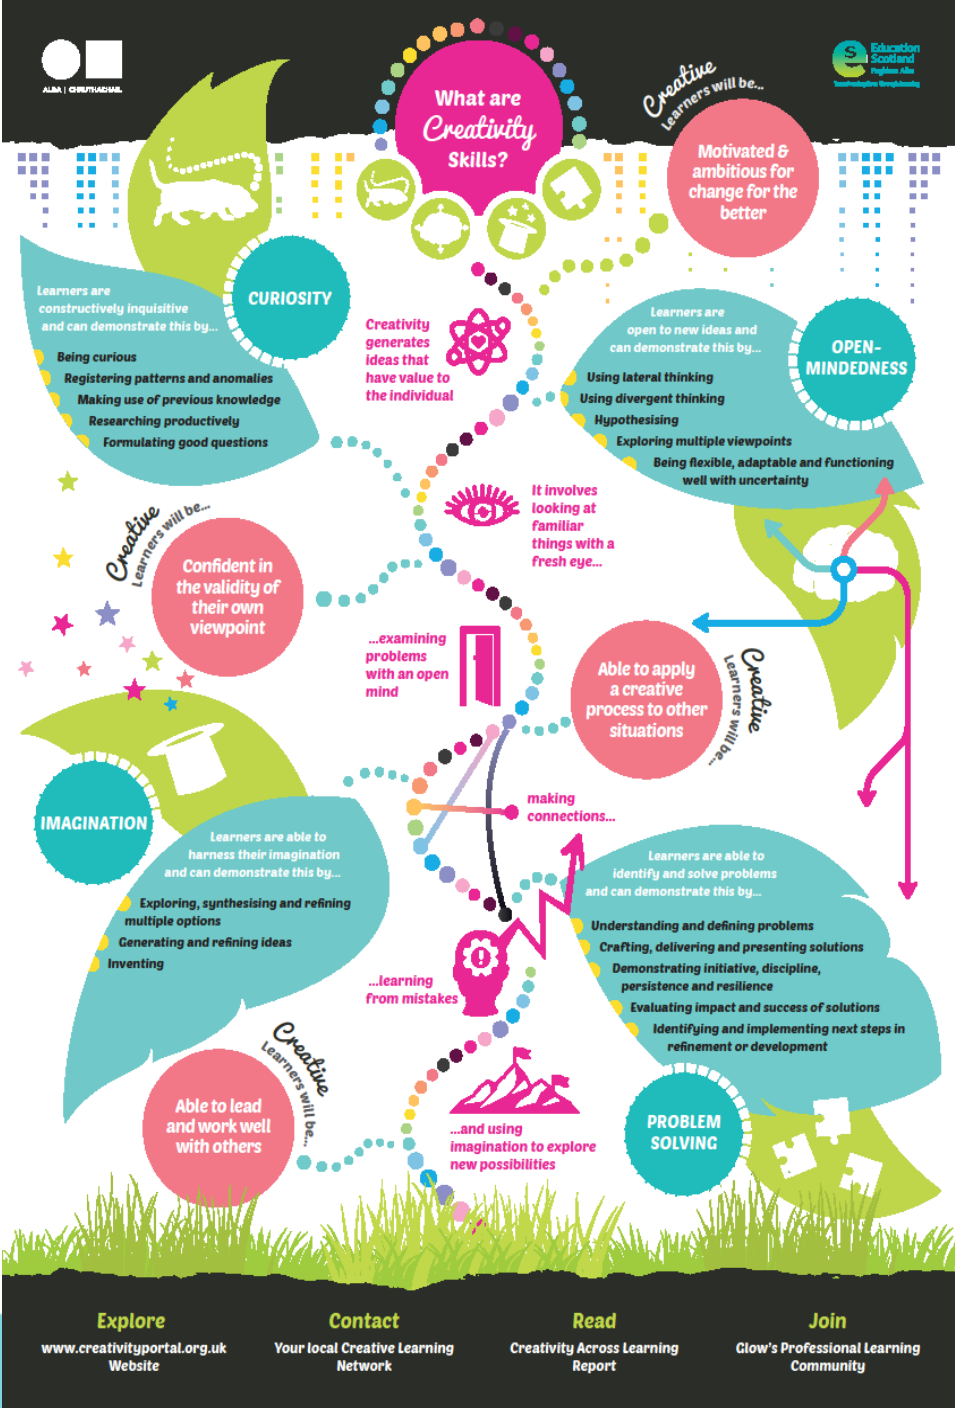 ALBA | CHRUTHACHAIL
Education
Scotland
Foghlam Alba
What are
Creativity
Skills?
Creative
Learners will be...
Motivated &
ambitious for
change for the
better
CURIOSITY
Learners are
constructively inquisitive
and can demonstrate this by...
Being curious
Registering patterns and anomalies
Making use of previous knowledge
Researching productively
Formulating good questions
Creativity
generates
ideas that
have value to
the individual
OPEN-
MINDEDNESS
Learners are
open to new ideas and
can demonstrate this by...
Using lateral thinking
Using divergent thinking
Hypothesising
Exploring multiple viewpoints
Being flexible, adaptable and functioning
well with uncertainty
It involves
looking at
familiar
things with a
fresh eye...
Creative
Learners will be...
Confident in
the validity of
their own
viewpoint
...examining
problems
with an open
mind
Able to apply
a creative
process to other
situations
Creative
Learners will be...
IMAGINATION
Learners are able to
harness their imagination
and can demonstrate this by...
Exploring, synthesising and refining
multiple options
Generating and refining ideas
Inventing
making
connections...
Learners are able to
identify and solve problems
and can demonstrate this by...
Understanding and defining problems
Crafting, delivering and presenting solutions
Demonstrating initiative, discipline,
persistence and resilience
Evaluating impact and success of solutions
Identifying and implementing next steps in
refinement or development
PROBLEM
SOLVING
...learning
from mistakes
Creative
Learners will be...
Able to lead
and work well
with others
...and using
imagination to explore
new possibilities
Explore
www.creativityportal.org.uk
Website
Contact
Your local Creative Learning
Network
Read
Creativity Across Learning
Report
Join
Glow's Professional Learning
Community